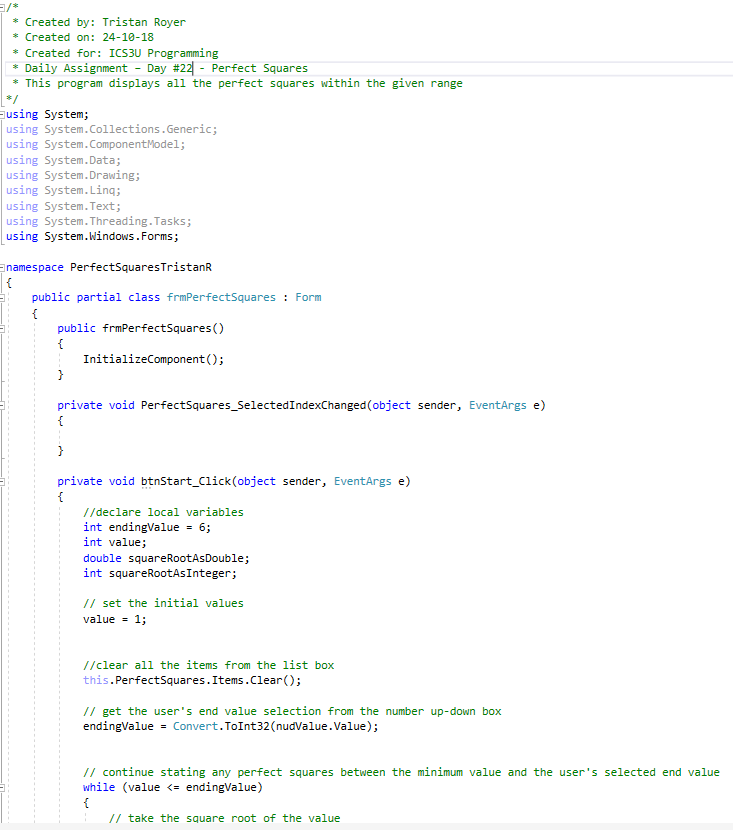 /*
 * Created by: Tristan Royer
 * Created on: 24-10-18
 * Created for: ICS3U Programming
 * Daily Assignment – Day #22 - Perfect Squares
 * This program displays all the perfect squares within the given range
*/
using System;
using System.Collections.Generic;
using System.ComponentModel;
using System.Data;
using System.Drawing;
using System.Linq;
using System.Text;
using System.Threading.Tasks;
using System.Windows.Forms;

namespace PerfectSquaresTristanR
{
    public partial class frmPerfectSquares : Form
    {
        public frmPerfectSquares()
        {
            InitializeComponent();
        }

        private void PerfectSquares_SelectedIndexChanged(object sender, EventArgs e)
        {

        }

        private void btnStart_Click(object sender, EventArgs e)
        {
            //declare local variables
            int endingValue = 6;
            int value;
            double squareRootAsDouble;
            int squareRootAsInteger;

            // set the initial values
            value = 1;


            //clear all the items from the list box
            this.PerfectSquares.Items.Clear();

            // get the user's end value selection from the number up-down box
            endingValue = Convert.ToInt32(nudValue.Value);


            // continue stating any perfect squares between the minimum value and the user's selected end value
            while (value <= endingValue)
            {
                // take the square root of the value